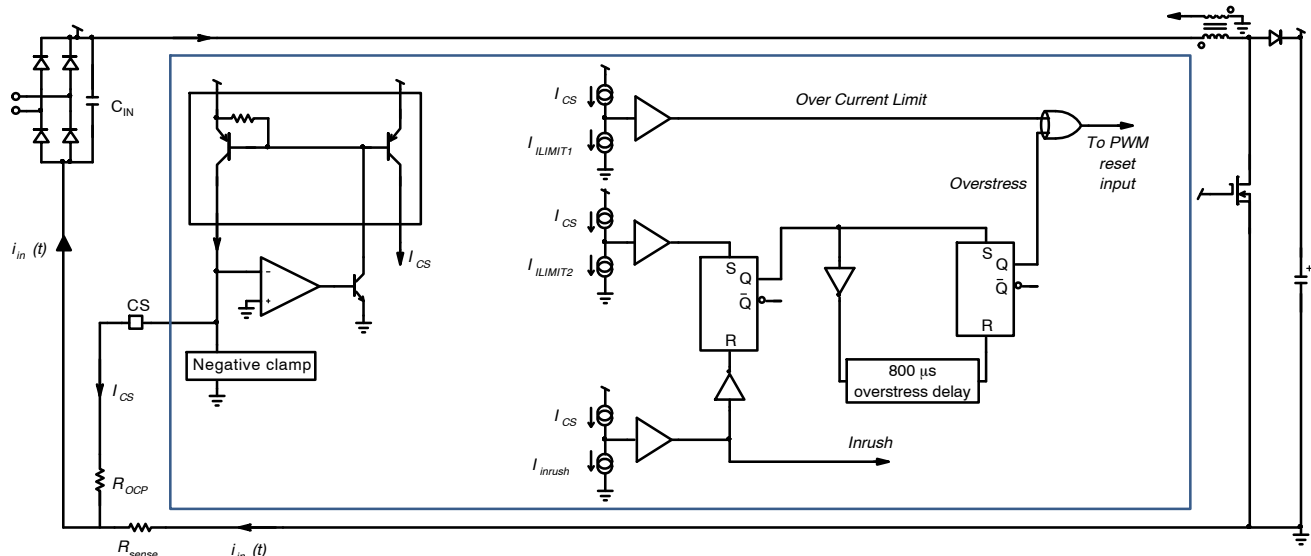 C_IN
i_in (t)
CS
I_CS
R_OCP
R_sense
i_in (t)
I_CS
Negative clamp
I_CS
I_ILIMIT1
Over Current Limit
To PWM
reset
input
Overstress
I_CS
I_ILIMIT2
S
Q
Q̄
R
S
Q
Q̄
R
800 μs
overstress delay
I_CS
I_inrush
Inrush
+
-
+